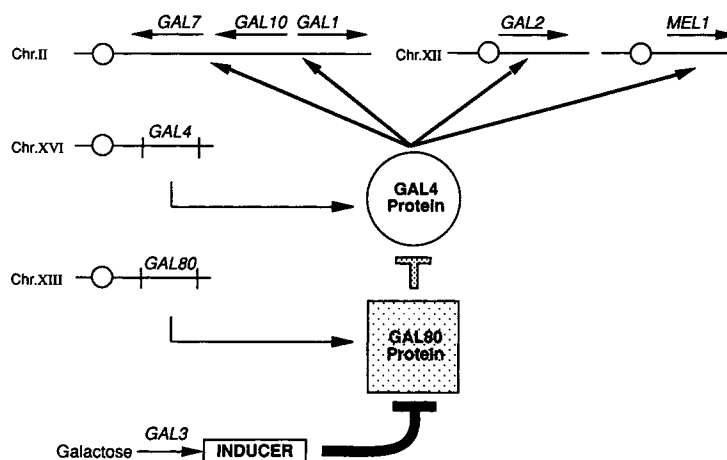 GAL7 GAL10 GAL1 GAL2 MEL1
Chr.II Chr.XII
GAL4
Chr.XVI
GAL4
Protein
GAL80
Chr.XIII
GAL80
Protein
GAL3
Galactose INDUCER